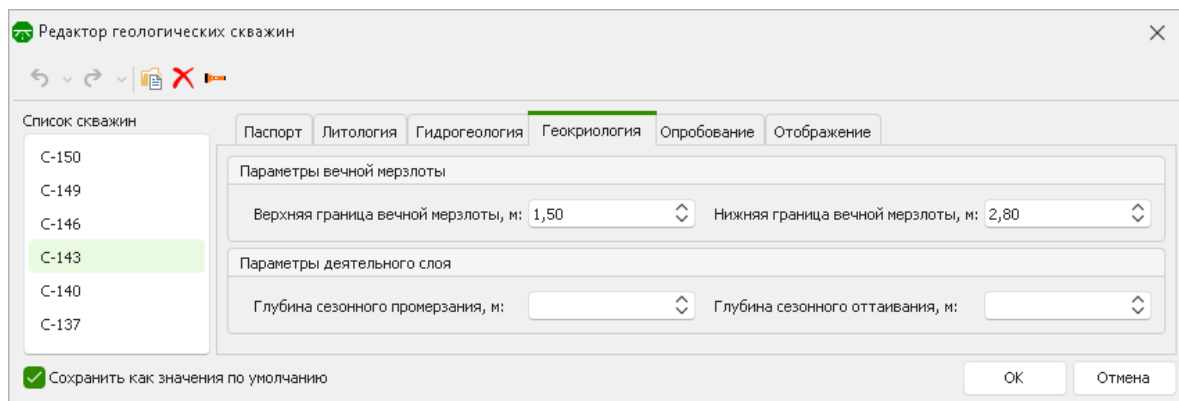 Редактор геологических скважин
Список скважин
С-150
С-149
С-146
С-143
С-140
С-137
Паспорт Литология Гидрогеология Геокриология Опробование Отображение
Параметры вечной мерзлоты
Верхняя граница вечной мерзлоты, м: 1,50 Нижняя граница вечной мерзлоты, м: 2,80
Параметры деятельного слоя
Глубина сезонного промерзания, м: Глубина сезонного оттаивания, м:
Сохранить как значения по умолчанию
ОК Отмена